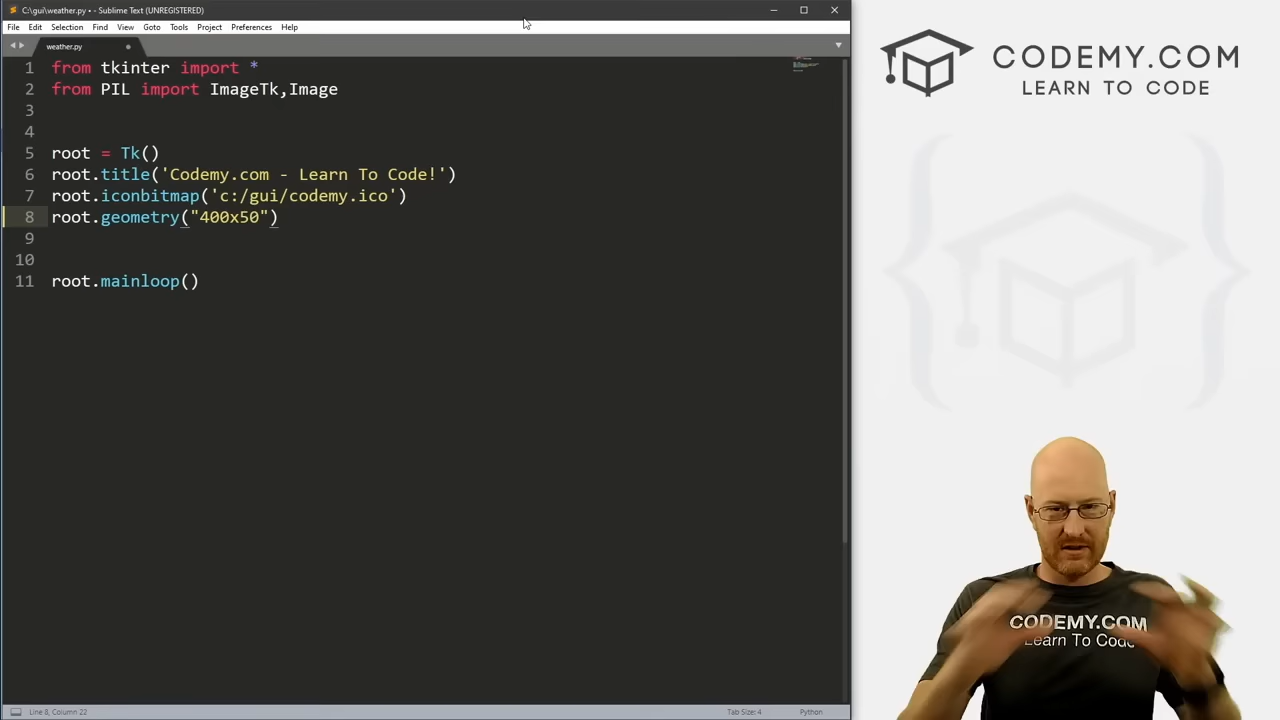 C:\gui\weather.py • - Sublime Text (UNREGISTERED)
File Edit Selection Find View Goto Tools Project Preferences Help
weather.py
1 from tkinter import *
2 from PIL import ImageTk,Image
3
4
5 root = Tk()
6 root.title('Codemy.com - Learn To Code!')
7 root.iconbitmap('c:/gui/codemy.ico')
8 root.geometry("400x50")
9
10
11 root.mainloop()
Line 8, Column 22
Tab Size: 4
Python
CODEMY.COM
LEARN TO CODE
CODEMY.COM
Learn To Code